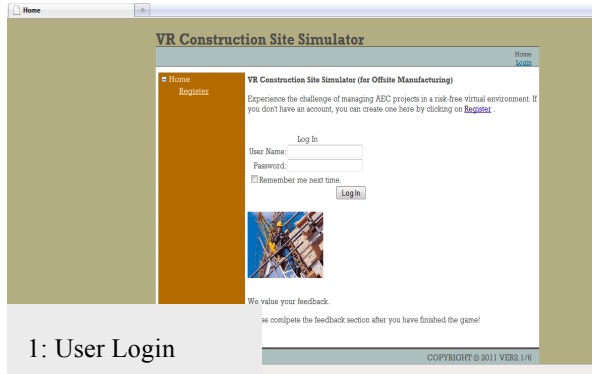 Home
VR Construction Site Simulator
Home
Login
Home
Register
VR Construction Site Simulator (for Offsite Manufacturing)
Experience the challenge of managing AEC projects in a risk-free virtual environment. If
you don't have an account, you can create one here by clicking on Register .
Log In
User Name:
Password:
Remember me next time.
Log In
We value your feedback.
se comlpete the feedback section after you have finished the game!
1: User Login
COPYRIGHT © 2011 VER2.1/6